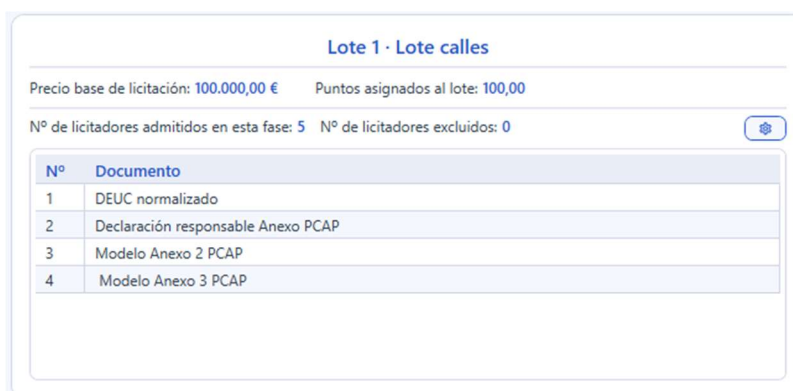 Lote 1 · Lote calles
Precio base de licitación: 100.000,00 € Puntos asignados al lote: 100,00
Nº de licitadores admitidos en esta fase: 5 Nº de licitadores excluidos: 0
Nº Documento
1 DEUC normalizado
2 Declaración responsable Anexo PCAP
3 Modelo Anexo 2 PCAP
4 Modelo Anexo 3 PCAP